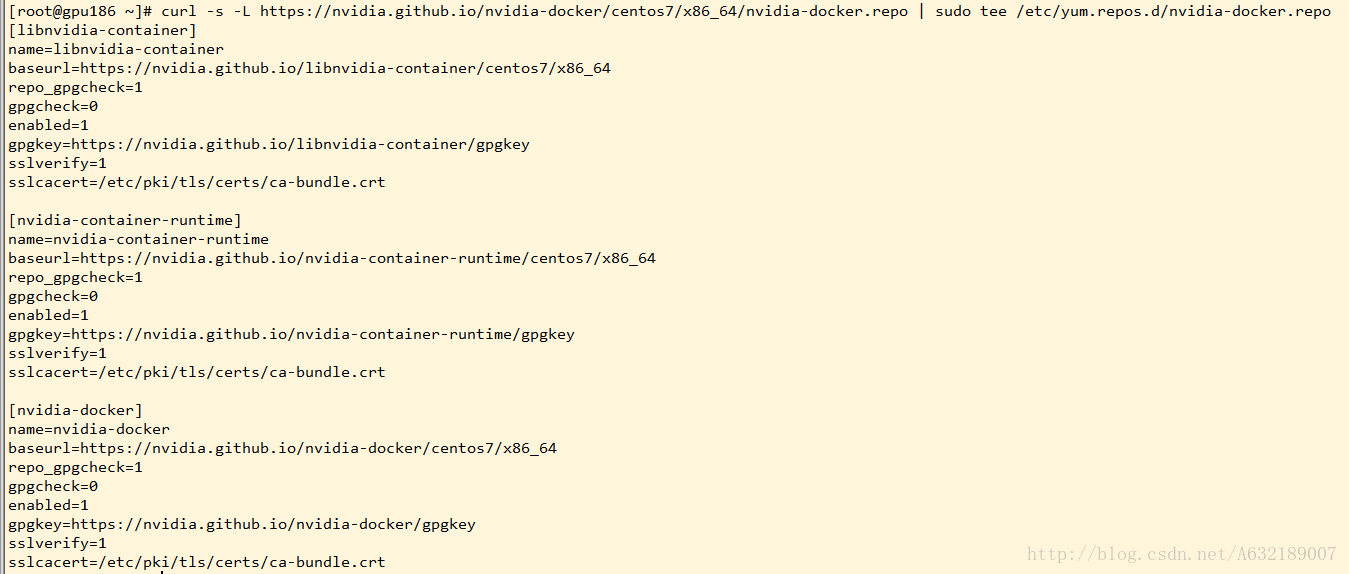 [root@gpu186 ~]# curl -s -L https://nvidia.github.io/nvidia-docker/centos7/x86_64/nvidia-docker.repo | sudo tee /etc/yum.repos.d/nvidia-docker.repo
[libnvidia-container]
name=libnvidia-container
baseurl=https://nvidia.github.io/libnvidia-container/centos7/x86_64
repo_gpgcheck=1
gpgcheck=0
enabled=1
gpgkey=https://nvidia.github.io/libnvidia-container/gpgkey
sslverify=1
sslcacert=/etc/pki/tls/certs/ca-bundle.crt

[nvidia-container-runtime]
name=nvidia-container-runtime
baseurl=https://nvidia.github.io/nvidia-container-runtime/centos7/x86_64
repo_gpgcheck=1
gpgcheck=0
enabled=1
gpgkey=https://nvidia.github.io/nvidia-container-runtime/gpgkey
sslverify=1
sslcacert=/etc/pki/tls/certs/ca-bundle.crt

[nvidia-docker]
name=nvidia-docker
baseurl=https://nvidia.github.io/nvidia-docker/centos7/x86_64
repo_gpgcheck=1
gpgcheck=0
enabled=1
gpgkey=https://nvidia.github.io/nvidia-docker/gpgkey
sslverify=1
sslcacert=/etc/pki/tls/certs/ca-bundle.crt
http://blog.csdn.net/A632189007